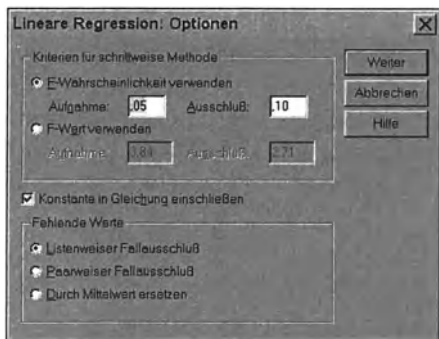 Lineare Regression: Optionen
Kriterien für schrittweise Methode
F-Wahrscheinlichkeit verwenden
Aufnahme: ,05 Ausschluß: ,10
F-Wert verwenden
Aufnahme: 3,84 Ausschluß: 2,71
Konstante in Gleichung einschließen
Fehlende Werte
Listenweiser Fallausschluß
Paarweiser Fallausschluß
Durch Mittelwert ersetzen
Weiter
Abbrechen
Hilfe